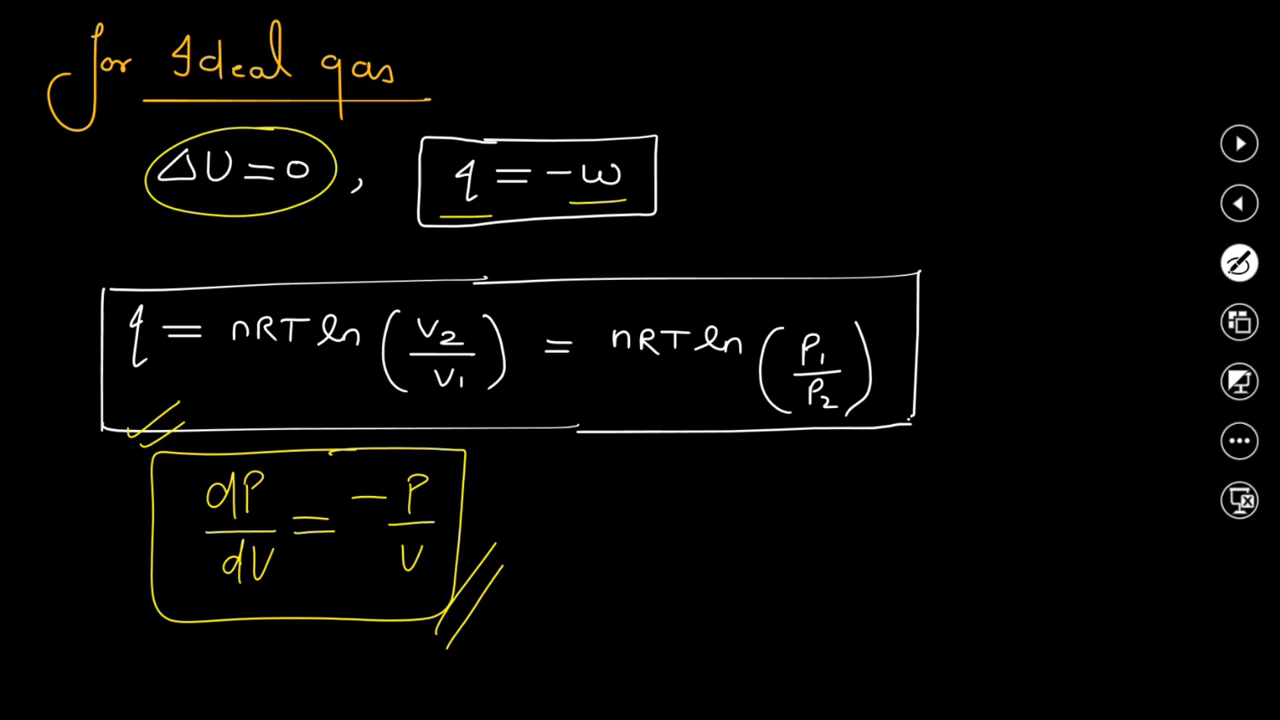 for Ideal gas
ΔU = 0 , q = -w
q = nRT ln (V2/V1) = nRT ln (P1/P2)
dP/dV = -P/V